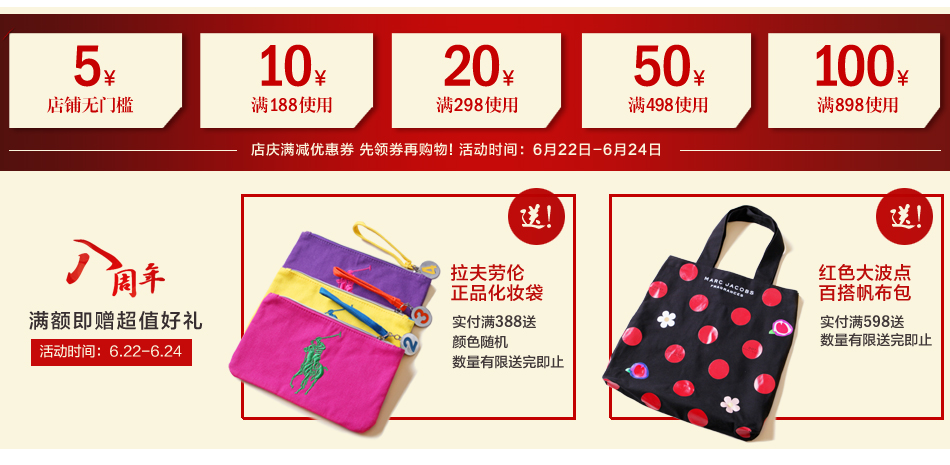 5¥
店铺无门槛
10¥
满188使用
20¥
满298使用
50¥
满498使用
100¥
满898使用
店庆满减优惠券 先领券再购物! 活动时间：6月22日-6月24日
八周年
满额即赠超值好礼
活动时间：6.22-6.24
4
3
2
送!
拉夫劳伦
正品化妆袋
实付满388送
颜色随机
数量有限送完即止
MARC JACOBS
FRAGRANCES
送!
红色大波点
百搭帆布包
实付满598送
数量有限送完即止